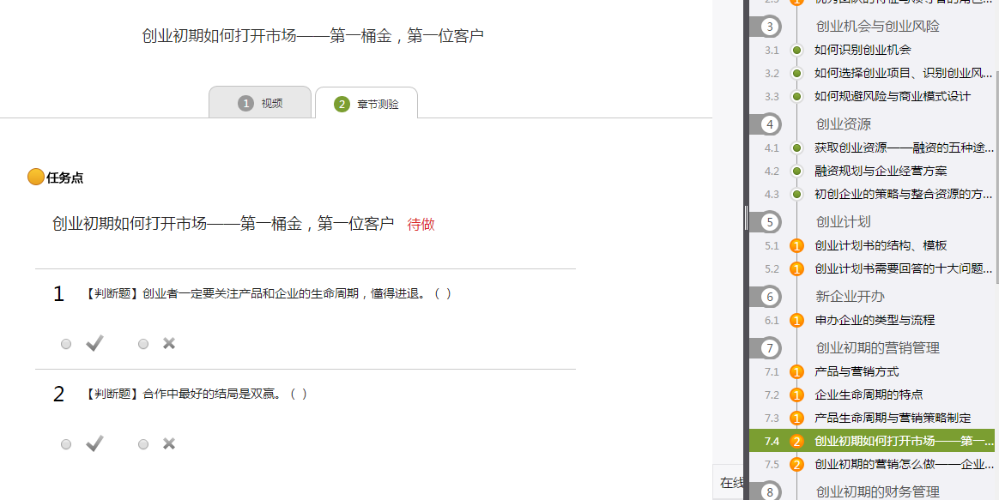 创业初期如何打开市场——第一桶金，第一位客户
1 视频
2 章节测验
任务点
创业初期如何打开市场——第一桶金，第一位客户 待做
1 【判断题】创业者一定要关注产品和企业的生命周期，懂得进退。（ ）
2 【判断题】合作中最好的结局是双赢。（ ）
在线
3 创业机会与创业风险
3.1 如何识别创业机会
3.2 如何选择创业项目、识别创业风...
3.3 如何规避风险与商业模式设计
4 创业资源
4.1 获取创业资源——融资的五种途...
4.2 融资规划与企业经营方案
4.3 初创企业的策略与整合资源的方...
5 创业计划
5.1 1 创业计划书的结构、模板
5.2 1 创业计划书需要回答的十大问题...
6 新企业开办
6.1 1 申办企业的类型与流程
7 创业初期的营销管理
7.1 1 产品与营销方式
7.2 1 企业生命周期的特点
7.3 1 产品生命周期与营销策略制定
7.4 2 创业初期如何打开市场——第一...
7.5 2 创业初期的营销怎么做——企业...
8 创业初期的财务管理